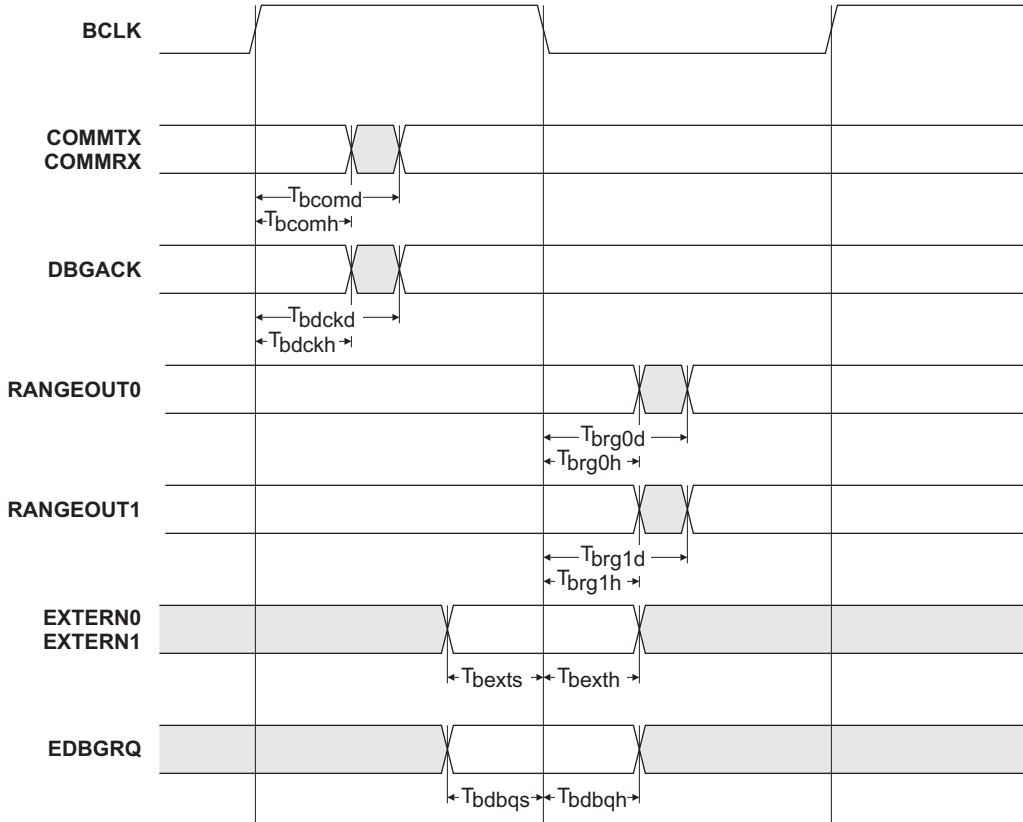 BCLK
COMMTX
COMMRX
Tbcomd
Tbcomh
DBGACK
Tbdckd
Tbdckh
RANGEOUT0
Tbrg0d
Tbrg0h
RANGEOUT1
Tbrg1d
Tbrg1h
EXTERN0
EXTERN1
Tbexts Tbexth
EDBGRQ
Tbdbqs Tbdbqh